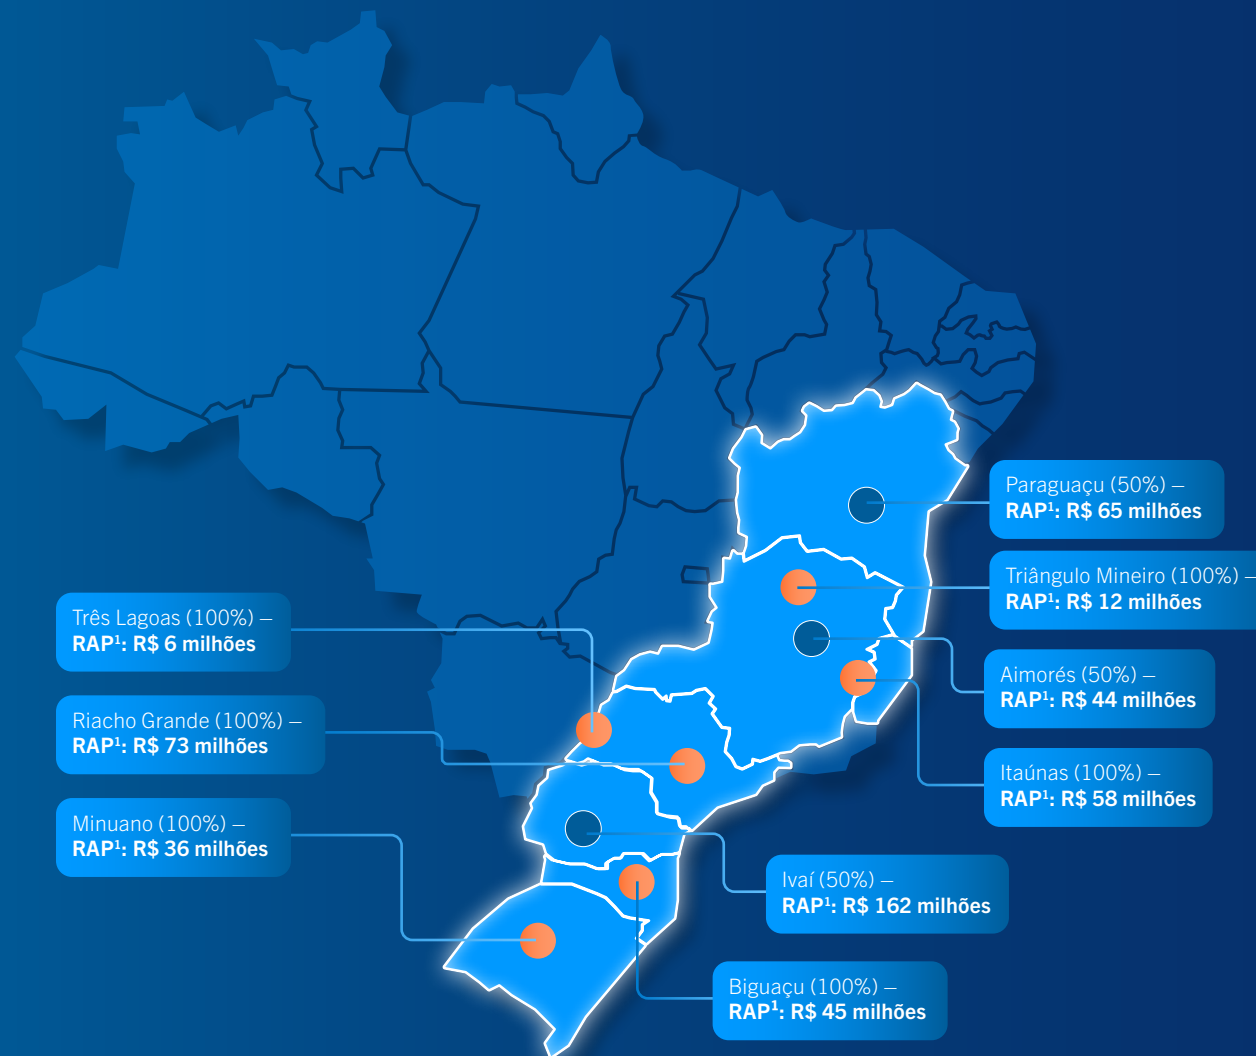 Paraguaçu (50%) –
RAP¹: R$ 65 milhões
Triângulo Mineiro (100%) –
RAP¹: R$ 12 milhões
Três Lagoas (100%) –
RAP¹: R$ 6 milhões
Aimorés (50%) –
RAP¹: R$ 44 milhões
Riacho Grande (100%) –
RAP¹: R$ 73 milhões
Itaúnas (100%) –
RAP¹: R$ 58 milhões
Minuano (100%) –
RAP¹: R$ 36 milhões
Ivaí (50%) –
RAP¹: R$ 162 milhões
Biguaçu (100%) –
RAP¹: R$ 45 milhões